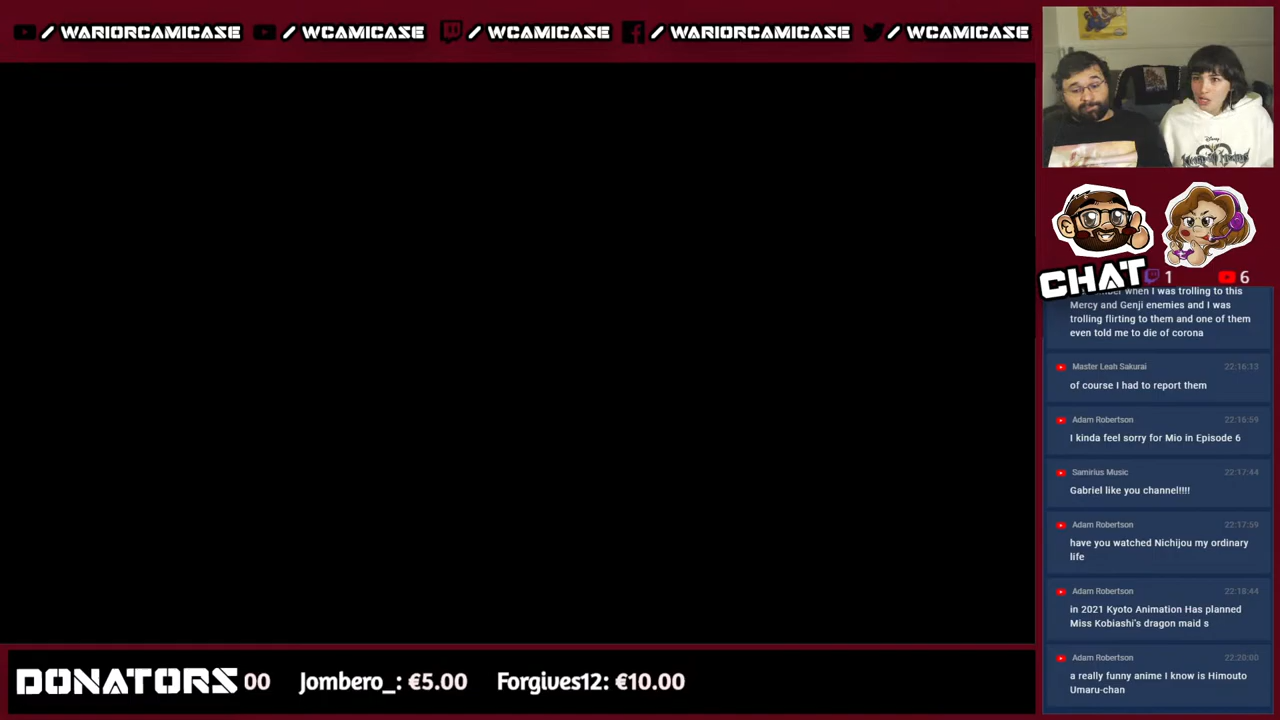 / WARIORCAMICASE / WCAMICASE / WCAMICASE / WARIORCAMICASE / WCAMICASE
Disney
CHAT 1 6
when I was trolling to this
Mercy and Genji enemies and I was
trolling flirting to them and one of them
even told me to die of corona
Master Leah Sakurai 22:16:13
of course I had to report them
Adam Robertson 22:16:59
I kinda feel sorry for Mio in Episode 6
Samirius Music 22:17:44
Gabriel like you channel!!!!
Adam Robertson 22:17:59
have you watched Nichijou my ordinary
life
Adam Robertson 22:18:44
in 2021 Kyoto Animation Has planned
Miss Kobiashi's dragon maid s
Adam Robertson 22:20:00
a really funny anime I know is Himouto
Umaru-chan
DONATORS 00 Jombero_: €5.00 Forgives12: €10.00